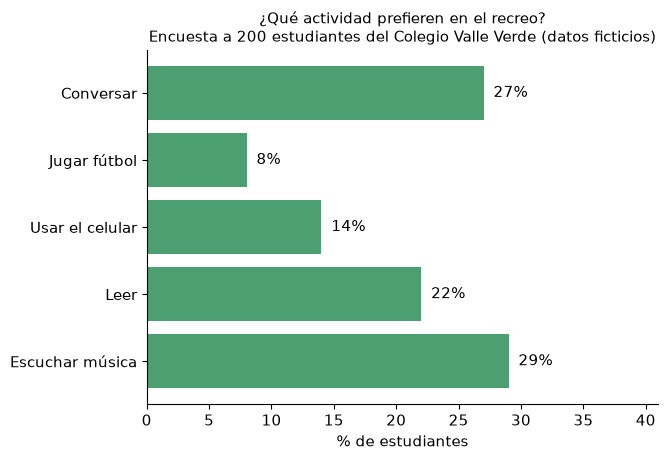 ¿Qué actividad prefieren en el recreo?
Encuesta a 200 estudiantes del Colegio Valle Verde (datos ficticios)
Conversar
27%
Jugar fútbol
8%
Usar el celular
14%
Leer
22%
Escuchar música
29%
0 5 10 15 20 25 30 35 40
% de estudiantes